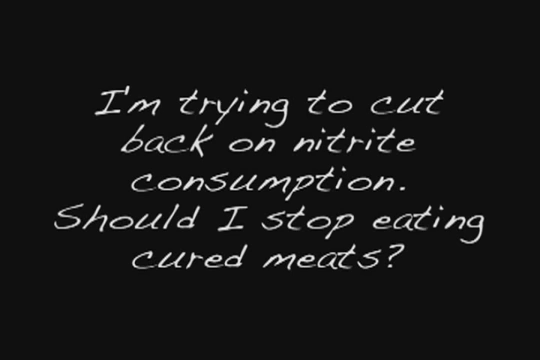 I'm trying to cut
back on nitrite
consumption.
Should I stop eating
cured meats?